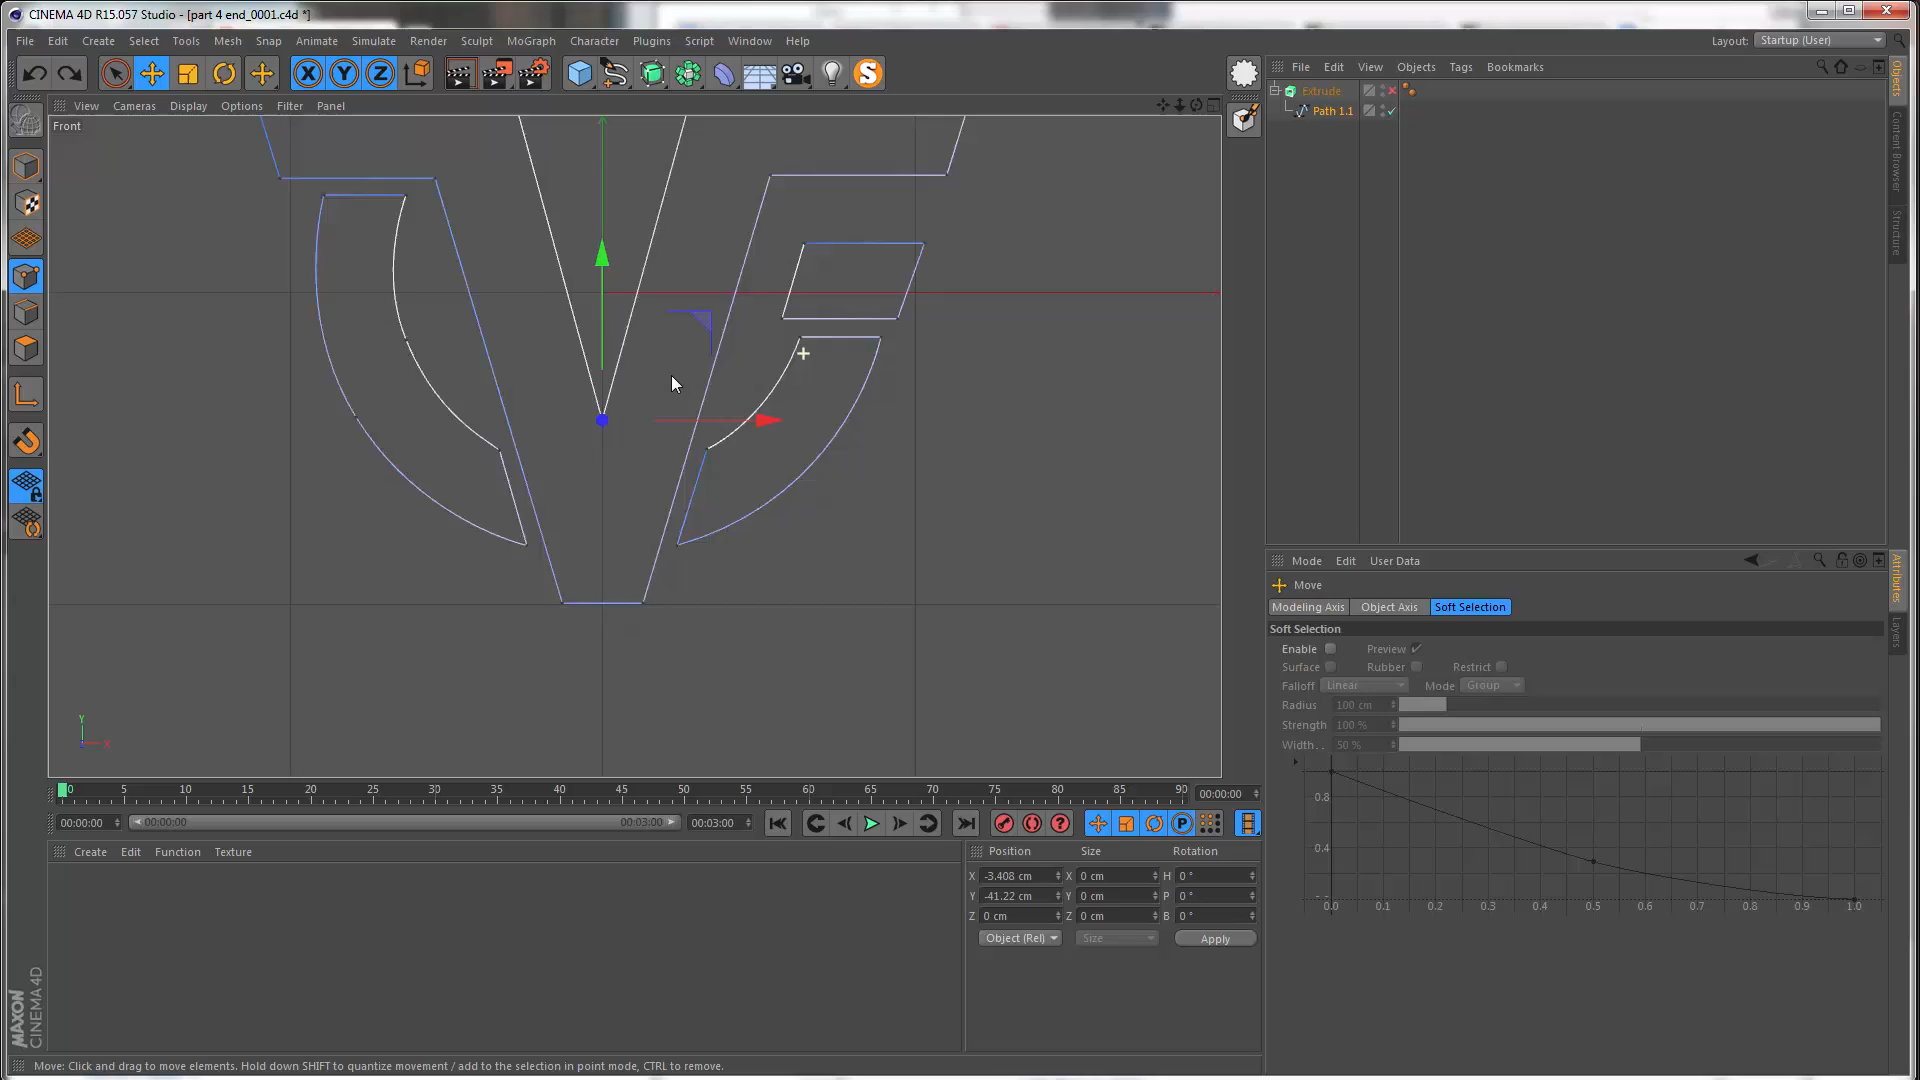 CINEMA 4D R15.057 Studio - [part 4 end_0001.c4d *]
File Edit Create Select Tools Mesh Snap Animate Simulate Render Sculpt MoGraph Character Plugins Script Window Help
Layout: Startup (User)
X Y Z S
File Edit View Objects Tags Bookmarks
View Cameras Display Options Filter Panel
Front
Extrude
Path 1.1
Objects
Content Browser
Structure
Mode Edit User Data
Move
Modeling Axis Object Axis Soft Selection
Soft Selection
Enable Preview
Surface Rubber Restrict
Falloff Linear Mode Group
Radius 100 cm
Strength 100 %
Width.. 50 %
0.8
0.4
0.0 0.1 0.2 0.3 0.4 0.5 0.6 0.7 0.8 0.9 1.0
Attributes
Layers
Y
X
0 5 10 15 20 25 30 35 40 45 50 55 60 65 70 75 80 85 90 00:00:00
00:00:00 00:00:00 00:03:00 00:03:00
P
Create Edit Function Texture
Position Size Rotation
X -3.408 cm X 0 cm H 0 °
Y -41.22 cm Y 0 cm P 0 °
Z 0 cm Z 0 cm B 0 °
Object (Rel) Size Apply
MAXON
CINEMA 4D
Move: Click and drag to move elements. Hold down SHIFT to quantize movement / add to the selection in point mode, CTRL to remove.